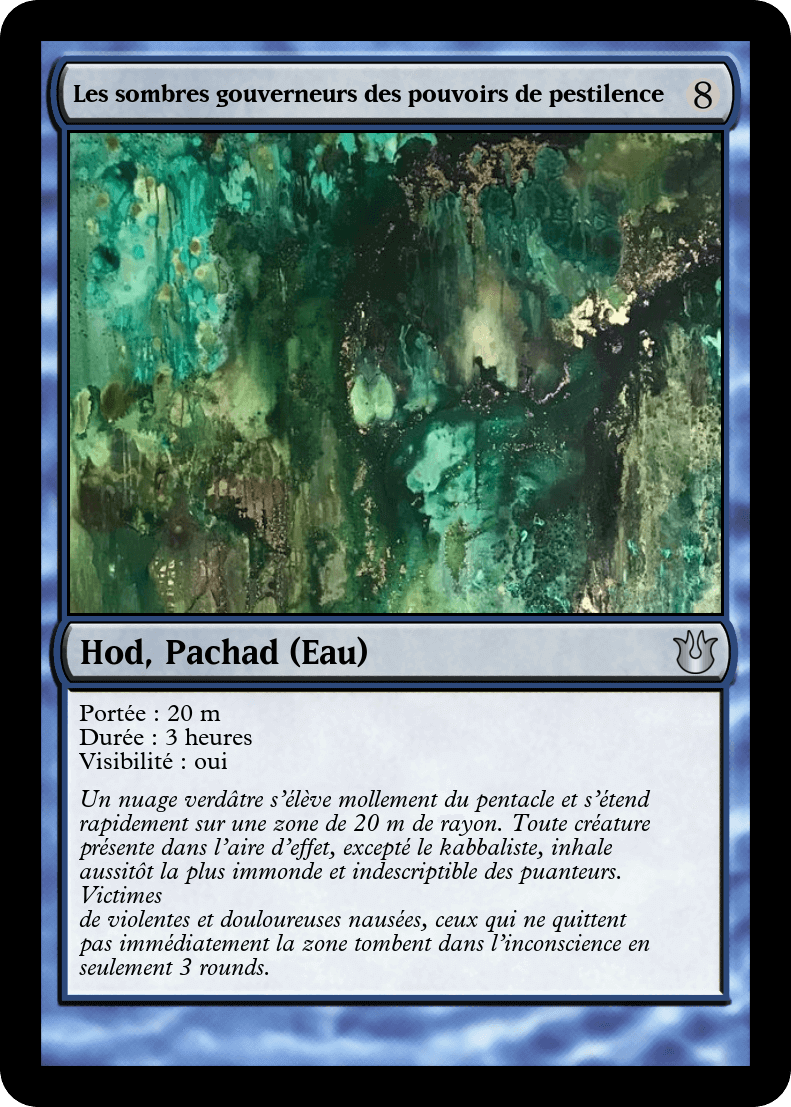 Les sombres gouverneurs des pouvoirs de pestilence 8
Hod, Pachad (Eau)
Portée : 20 m
Durée : 3 heures
Visibilité : oui
Un nuage verdâtre s’élève mollement du pentacle et s’étend
rapidement sur une zone de 20 m de rayon. Toute créature
présente dans l’aire d’effet, excepté le kabbaliste, inhale
aussitôt la plus immonde et indescriptible des puanteurs.
Victimes
de violentes et douloureuses nausées, ceux qui ne quittent
pas immédiatement la zone tombent dans l’inconscience en
seulement 3 rounds.